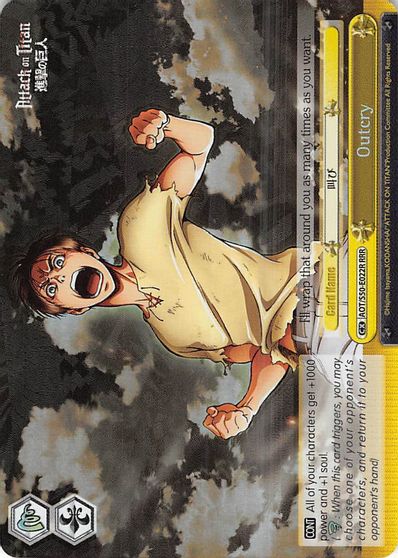 Attack on Titan
進撃の巨人
I'll wrap that around you as many times as you want.
Card Name
叫び
Outcry
CX AOT/S50-E022R RRR
©Hajime Isayama,KODANSHA/"ATTACK ON TITAN"Production Committee All Rights Reserved
CONT All of your characters get +1000
power and +1 soul.
: When this card triggers, you may
choose one of your opponent's
characters, and return it to your
opponent's hand)